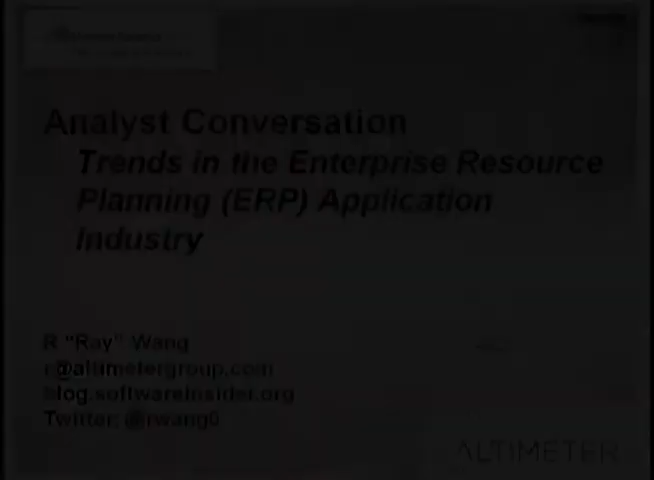 Analyst Conversation
Trends in the Enterprise Resource
Planning (ERP) Application
Industry
R "Ray" Wang
r@altimetergroup.com
blog.softwareinsider.org
Twitter: @rwang0
ALTIMETER